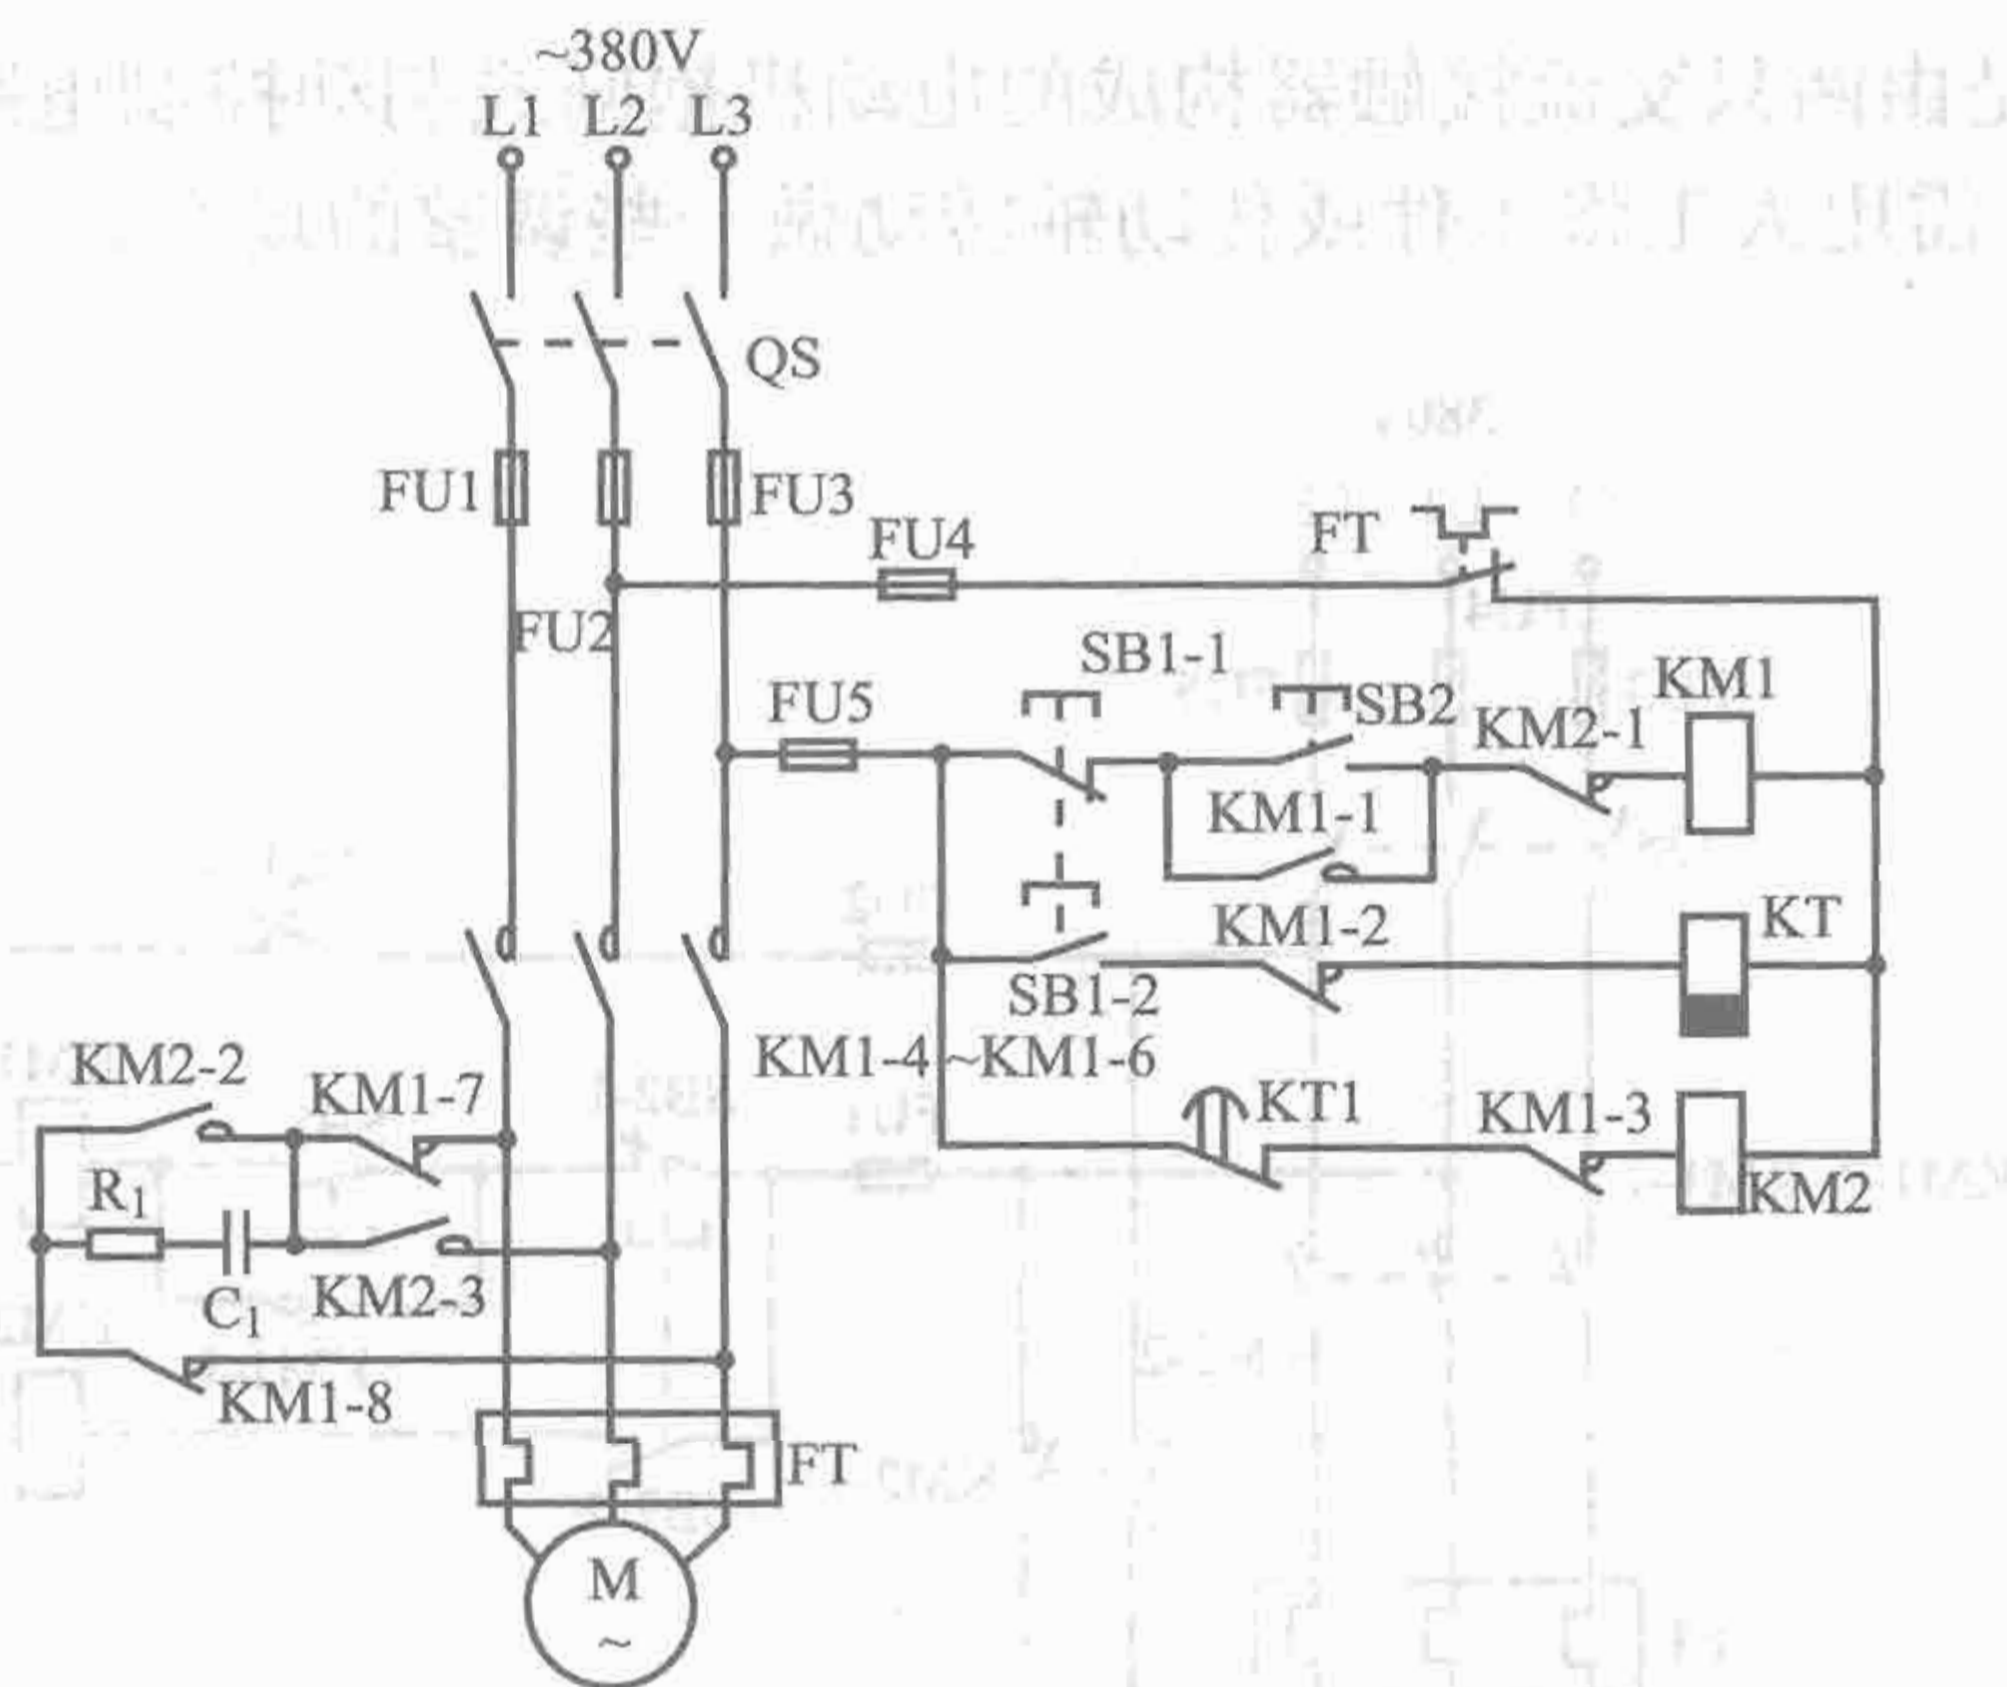 ~380V
L1 L2 L3
QS
FU1 FU3
FU4 FT
FU2
SB1-1
FU5 SB2 KM2-1 KM1
KM1-1
KM1-2 KT
SB1-2
KM1-4 ~KM1-6
KM2-2 KM1-7 KT1 KM1-3
R1
KM2
C1 KM2-3
KM1-8
FT
M
~